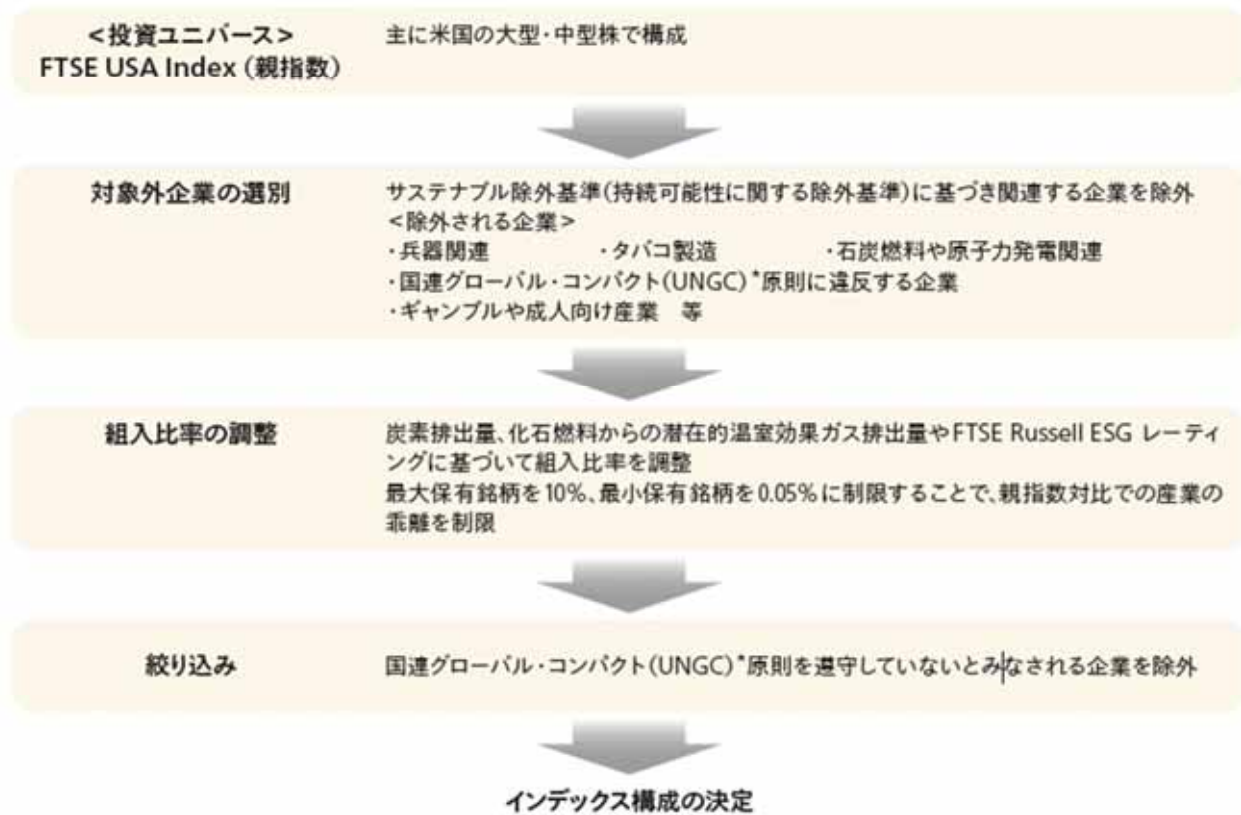 <投資ユニバース>
FTSE USA Index (親指数)
主に米国の大型・中型株で構成
対象外企業の選別
サステナブル除外基準(持続可能性に関する除外基準)に基づき関連する企業を除外
<除外される企業>
・兵器関連 ・タバコ製造 ・石炭燃料や原子力発電関連
・国連グローバル・コンパクト(UNGC)*原則に違反する企業
・ギャンブルや成人向け産業 等
組入比率の調整
炭素排出量、化石燃料からの潜在的温室効果ガス排出量やFTSE Russell ESG レーティ
ングに基づいて組入比率を調整
最大保有銘柄を10%、最小保有銘柄を0.05%に制限することで、親指数対比での産業の
乖離を制限
絞り込み
国連グローバル・コンパクト(UNGC)*原則を遵守していないとみなされる企業を除外
インデックス構成の決定